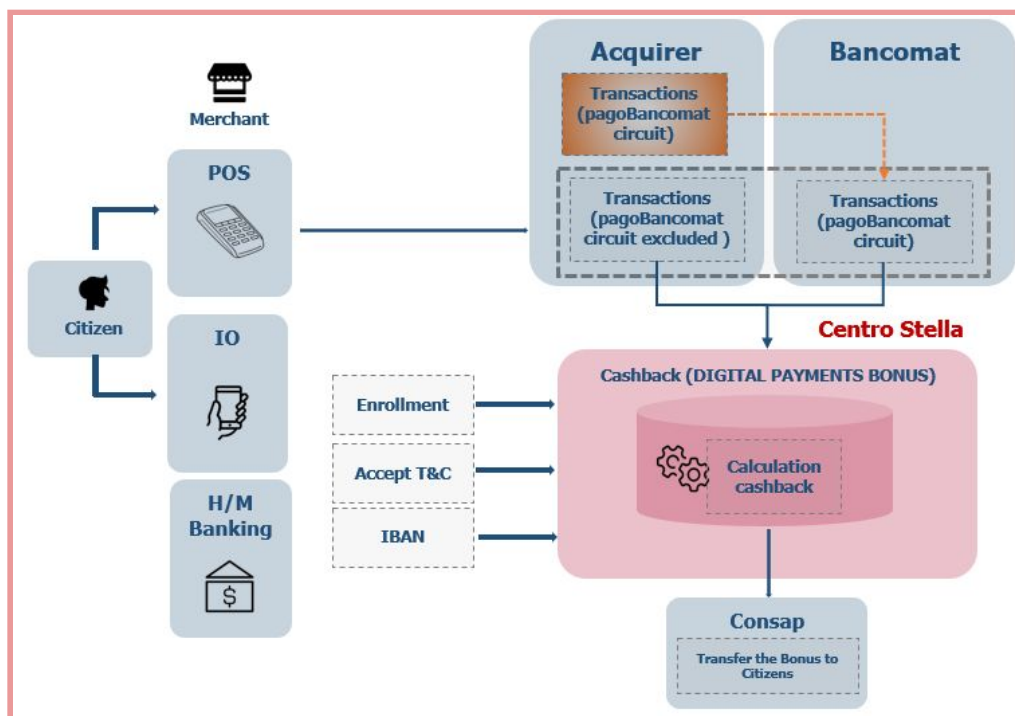 Acquirer
Bancomat
Transactions
(pagoBancomat
circuit)
Merchant
POS
Transactions
(pagoBancomat
circuit excluded )
Transactions
(pagoBancomat
circuit)
Citizen
IO
Centro Stella
Cashback (DIGITAL PAYMENTS BONUS)
Enrollment
Accept T&C
IBAN
Calculation
cashback
H/M
Banking
$
Consap
Transfer the Bonus to
Citizens